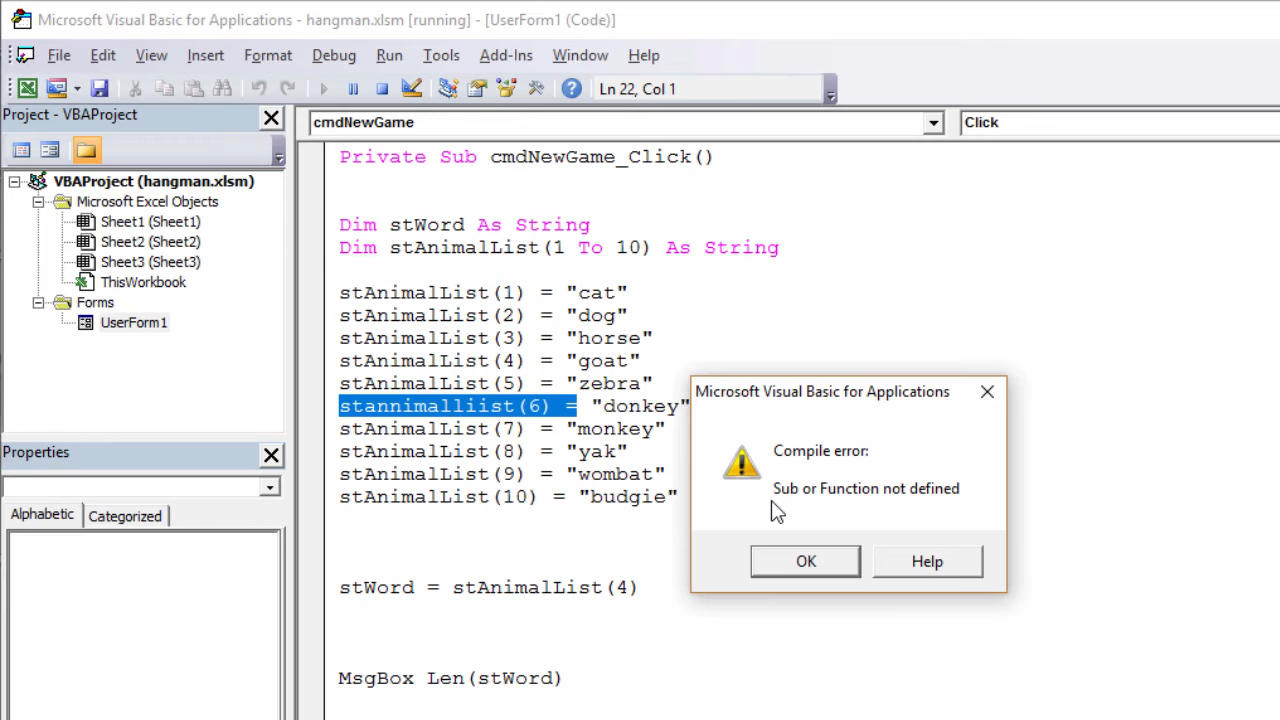 Microsoft Visual Basic for Applications - hangman.xlsm [running] - [UserForm1 (Code)]
File Edit View Insert Format Debug Run Tools Add-Ins Window Help
Ln 22, Col 1
Project - VBAProject
cmdNewGame
Click
VBAProject (hangman.xlsm)
Microsoft Excel Objects
Sheet1 (Sheet1)
Sheet2 (Sheet2)
Sheet3 (Sheet3)
ThisWorkbook
Forms
UserForm1
Properties
Alphabetic Categorized
Private Sub cmdNewGame_Click()
Dim stWord As String
Dim stAnimalList(1 To 10) As String
stAnimalList(1) = "cat"
stAnimalList(2) = "dog"
stAnimalList(3) = "horse"
stAnimalList(4) = "goat"
stAnimalList(5) = "zebra"
stannimalliist(6) = "donkey"
stAnimalList(7) = "monkey"
stAnimalList(8) = "yak"
stAnimalList(9) = "wombat"
stAnimalList(10) = "budgie"
stWord = stAnimalList(4)
MsgBox Len(stWord)
Microsoft Visual Basic for Applications
Compile error:
Sub or Function not defined
OK
Help